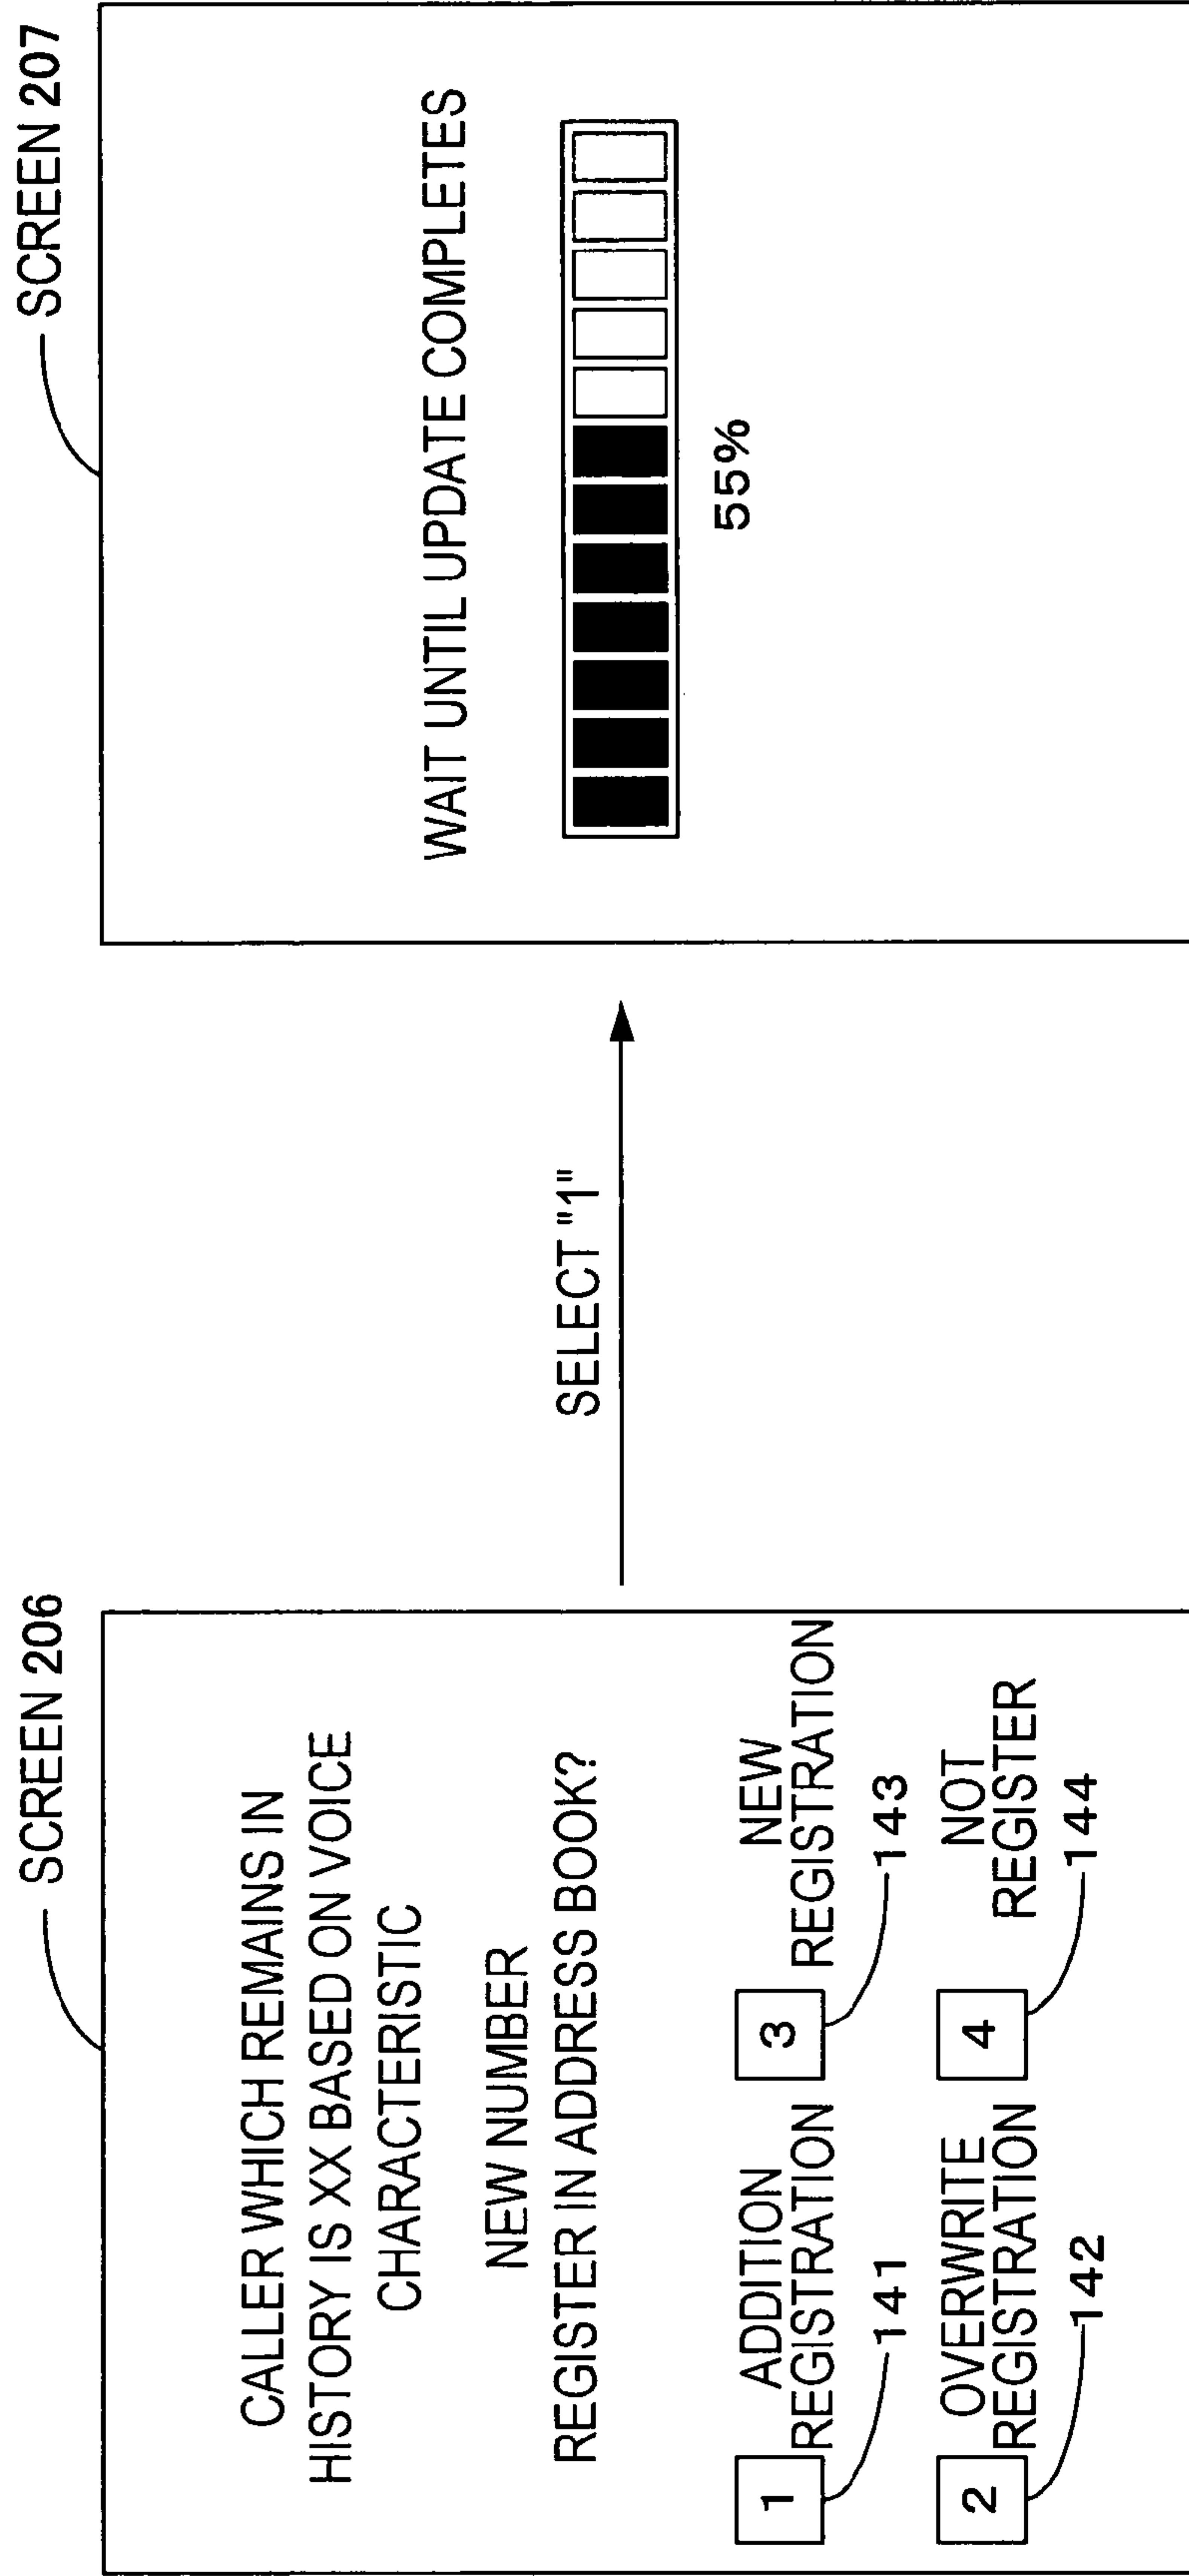 SCREEN 206
CALLER WHICH REMAINS IN
HISTORY IS XX BASED ON VOICE
CHARACTERISTIC
NEW NUMBER
REGISTER IN ADDRESS BOOK?
1
ADDITION
REGISTRATION
141
3
NEW
REGISTRATION
143
2
OVERWRITE
REGISTRATION
142
4
NOT
REGISTER
144
SELECT "1"
SCREEN 207
WAIT UNTIL UPDATE COMPLETES
55%